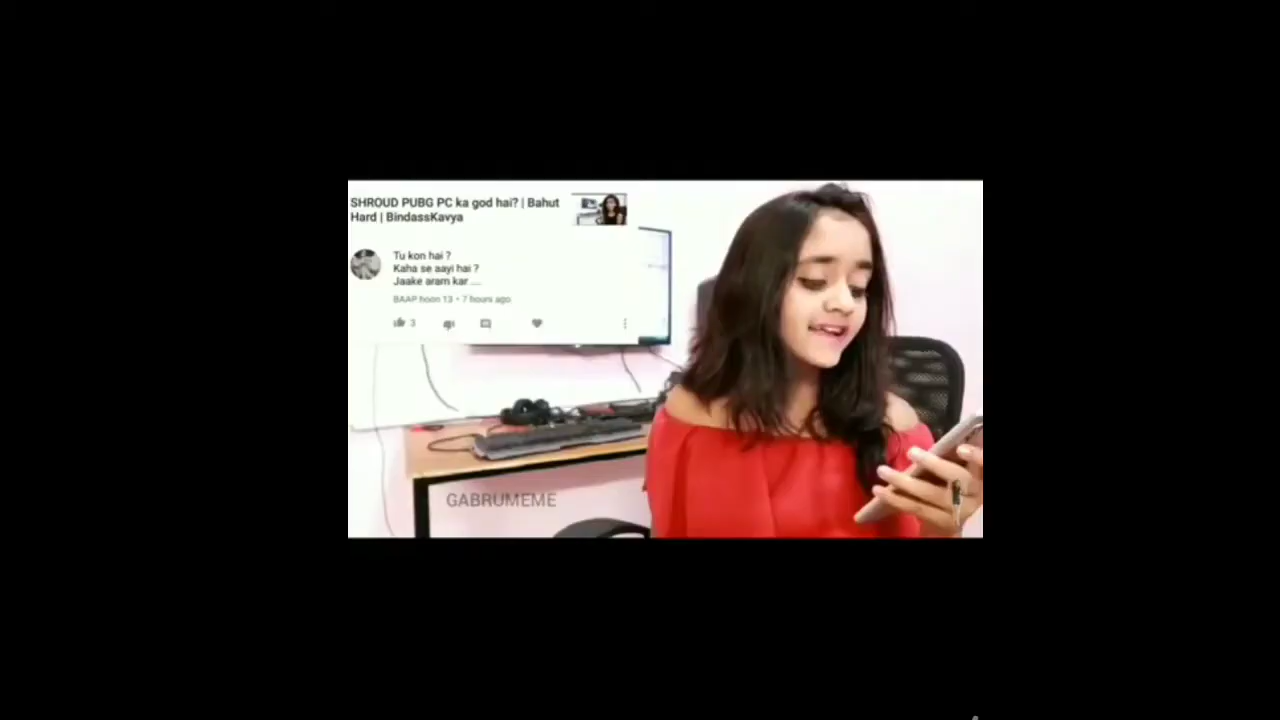 SHROUD PUBG PC ka god hai? | Bahut
Hard | BindassKavya
Tu kon hai ?
Kaha se aayi hai ?
Jaake aram kar ....
BAAP hoon 13 • 7 hours ago
3
GABRUMEME